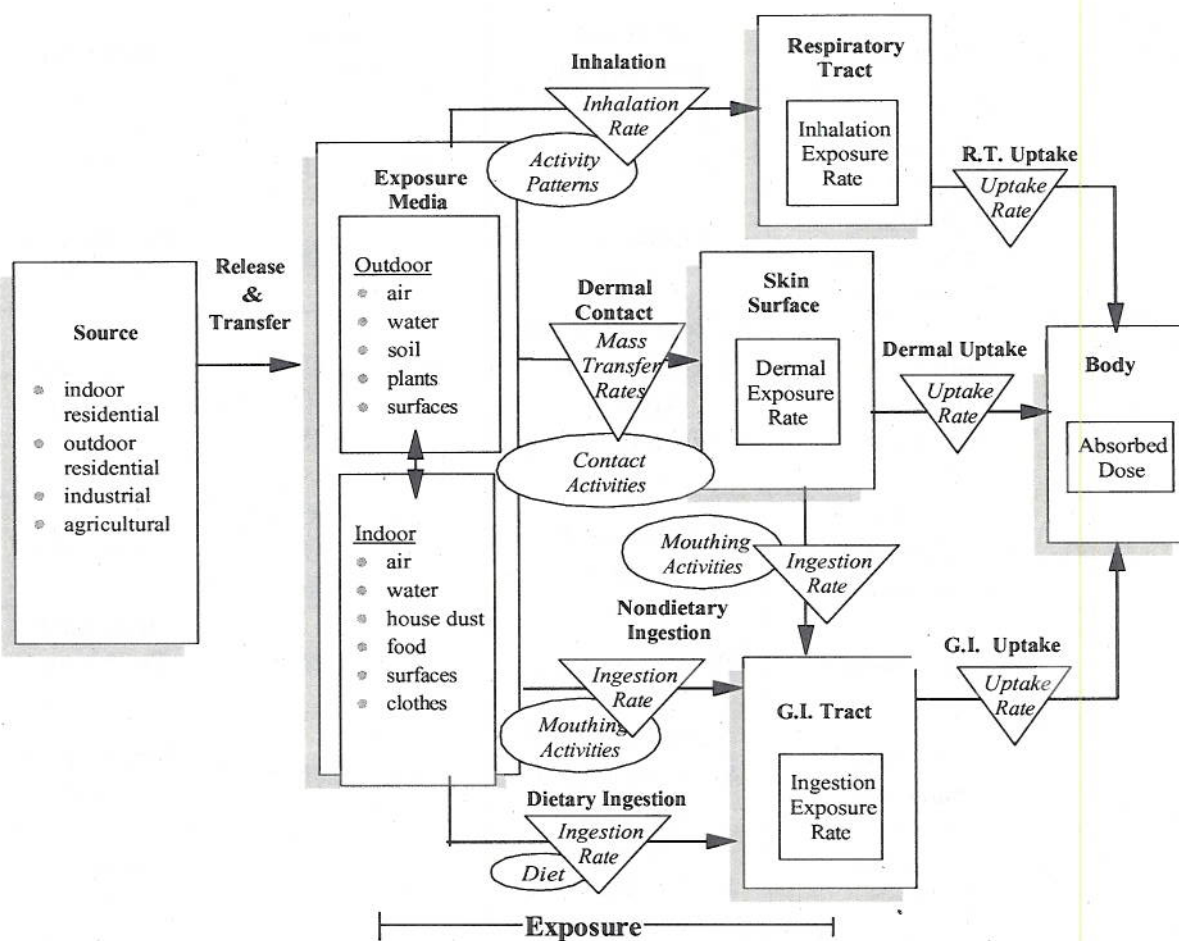 Source
indoor
residential
outdoor
residential
industrial
agricultural
Release
&
Transfer
Exposure
Media
Outdoor
air
water
soil
plants
surfaces
Indoor
air
water
house dust
food
surfaces
clothes
Inhalation
Inhalation
Rate
Activity
Patterns
Respiratory
Tract
Inhalation
Exposure
Rate
R.T. Uptake
Uptake
Rate
Dermal
Contact
Mass
Transfer
Rates
Contact
Activities
Skin
Surface
Dermal
Exposure
Rate
Dermal Uptake
Uptake
Rate
Body
Absorbed
Dose
Mouthing
Activities
Ingestion
Rate
Nondietary
Ingestion
Ingestion
Rate
Mouthing
Activities
Dietary Ingestion
Ingestion
Rate
Diet
G.I. Tract
Ingestion
Exposure
Rate
G.I. Uptake
Uptake
Rate
Exposure